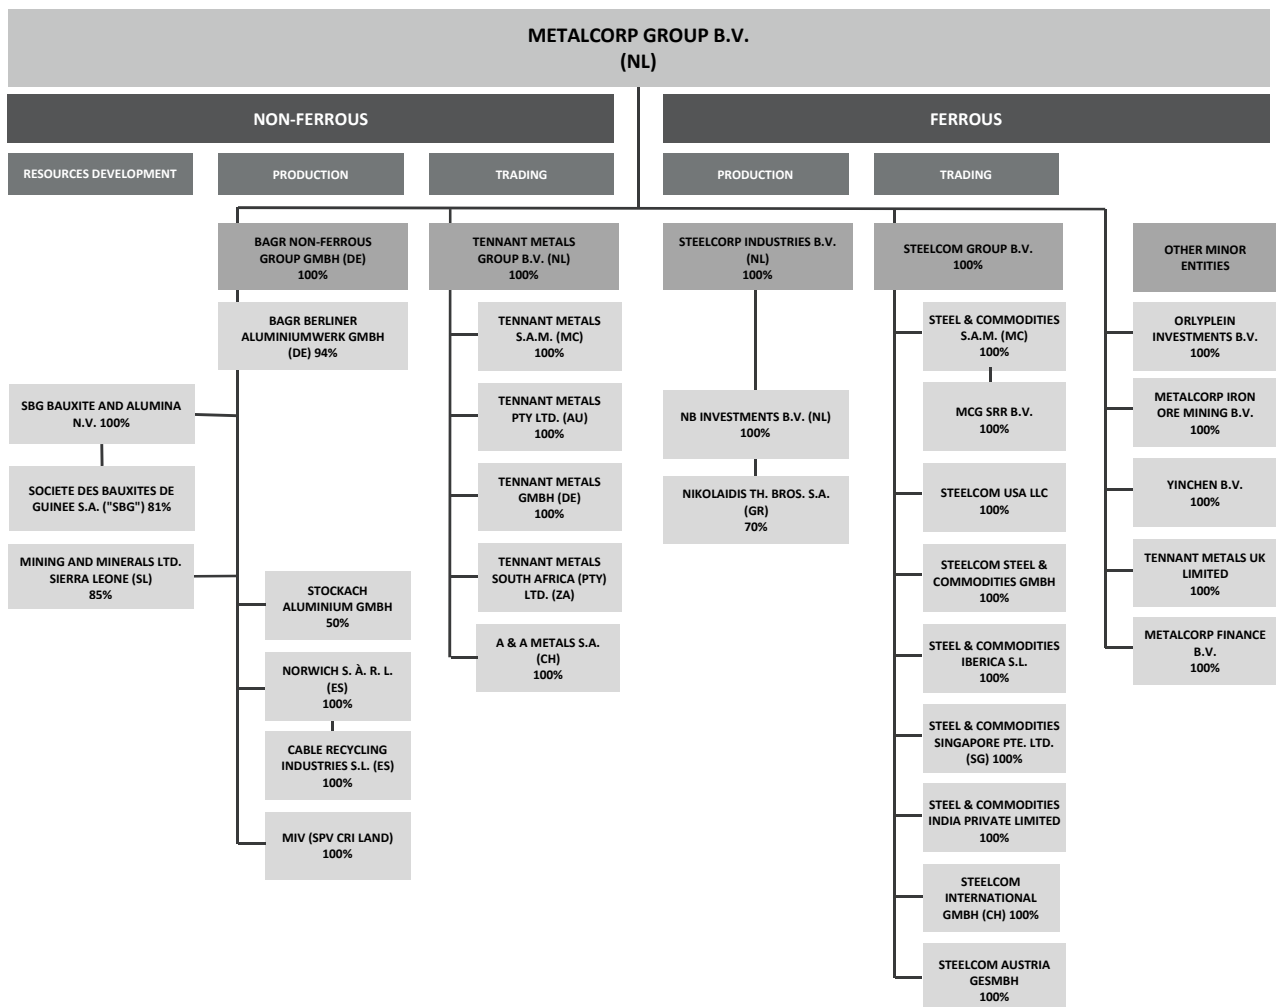 METALCORP GROUP B.V.
(NL)
NON-FERROUS
FERROUS
RESOURCES DEVELOPMENT
PRODUCTION
TRADING
PRODUCTION
TRADING
BAGR NON-FERROUS
GROUP GMBH (DE)
100%
TENNANT METALS
GROUP B.V. (NL)
100%
STEELCORP INDUSTRIES B.V.
(NL)
100%
STEELCOM GROUP B.V.
100%
OTHER MINOR
ENTITIES
BAGR BERLINER
ALUMINIUMWERK GMBH
(DE) 94%
SBG BAUXITE AND ALUMINA
N.V. 100%
SOCIETE DES BAUXITES DE
GUINEE S.A. ("SBG") 81%
MINING AND MINERALS LTD.
SIERRA LEONE (SL)
85%
STOCKACH
ALUMINIUM GMBH
50%
NORWICH S. À. R. L.
(ES)
100%
CABLE RECYCLING
INDUSTRIES S.L. (ES)
100%
MIV (SPV CRI LAND)
100%
TENNANT METALS
S.A.M. (MC)
100%
TENNANT METALS
PTY LTD. (AU)
100%
TENNANT METALS
GMBH (DE)
100%
TENNANT METALS
SOUTH AFRICA (PTY)
LTD. (ZA)
A & A METALS S.A.
(CH)
100%
NB INVESTMENTS B.V. (NL)
100%
NIKOLAIDIS TH. BROS. S.A.
(GR)
70%
STEEL & COMMODITIES
S.A.M. (MC)
100%
MCG SRR B.V.
100%
STEELCOM USA LLC
100%
STEELCOM STEEL &
COMMODITIES GMBH
100%
STEEL & COMMODITIES
IBERICA S.L.
100%
STEEL & COMMODITIES
SINGAPORE PTE. LTD.
(SG) 100%
STEEL & COMMODITIES
INDIA PRIVATE LIMITED
100%
STEELCOM
INTERNATIONAL
GMBH (CH) 100%
STEELCOM AUSTRIA
GESMBH
100%
ORLYPLEIN
INVESTMENTS B.V.
100%
METALCORP IRON
ORE MINING B.V.
100%
YINCHEN B.V.
100%
TENNANT METALS UK
LIMITED
100%
METALCORP FINANCE
B.V.
100%